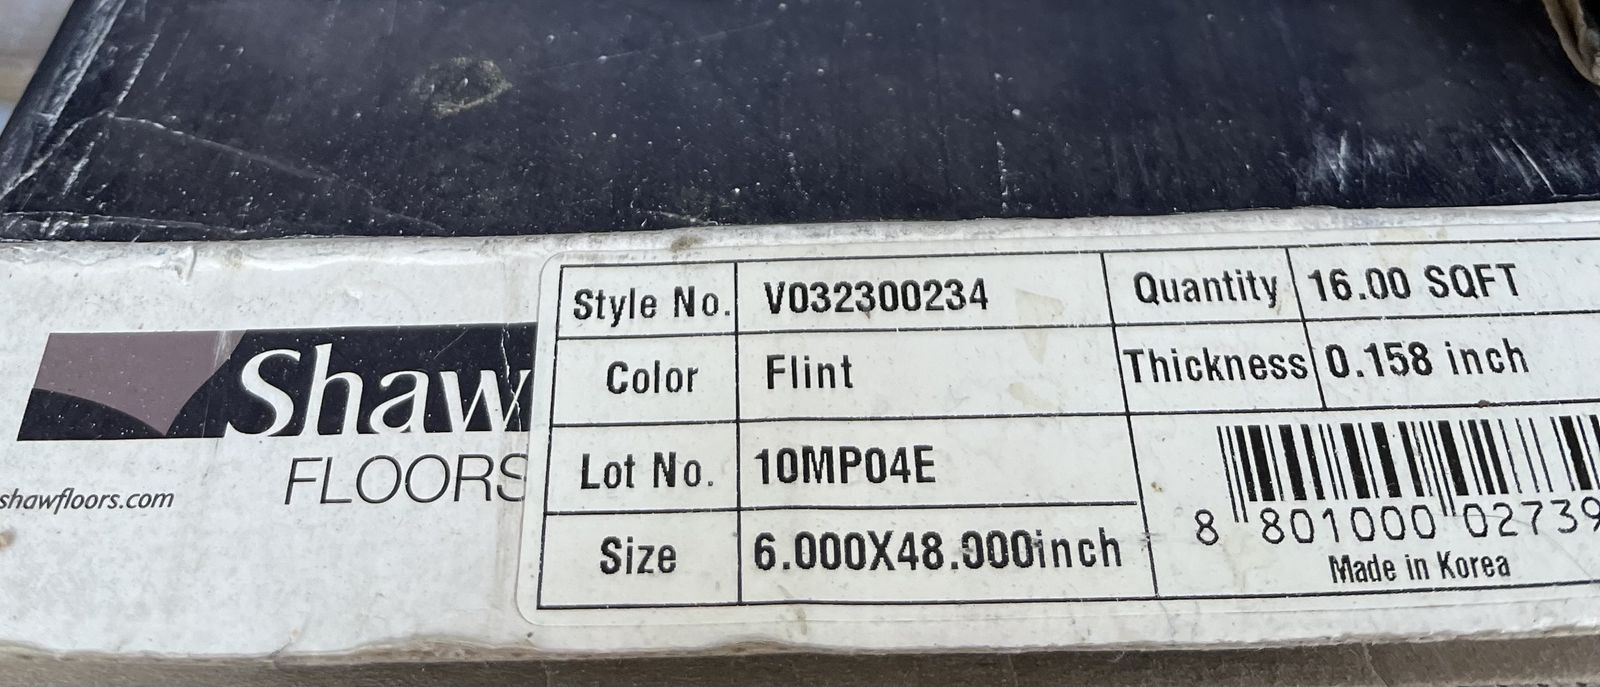 Shaw
FLOORS
shawfloors.com
Style No. V032300234 Quantity 16.00 SQFT
Color Flint Thickness 0.158 inch
Lot No. 10MP04E
Size 6.000X48.000inch
8 801000 02739
Made in Korea